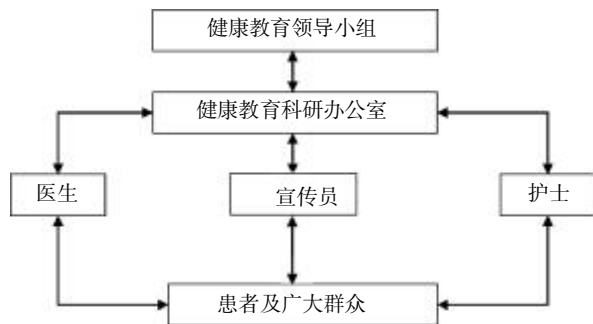 健康教育领导小组
健康教育科研办公室
医生
宣传员
护士
患者及广大群众